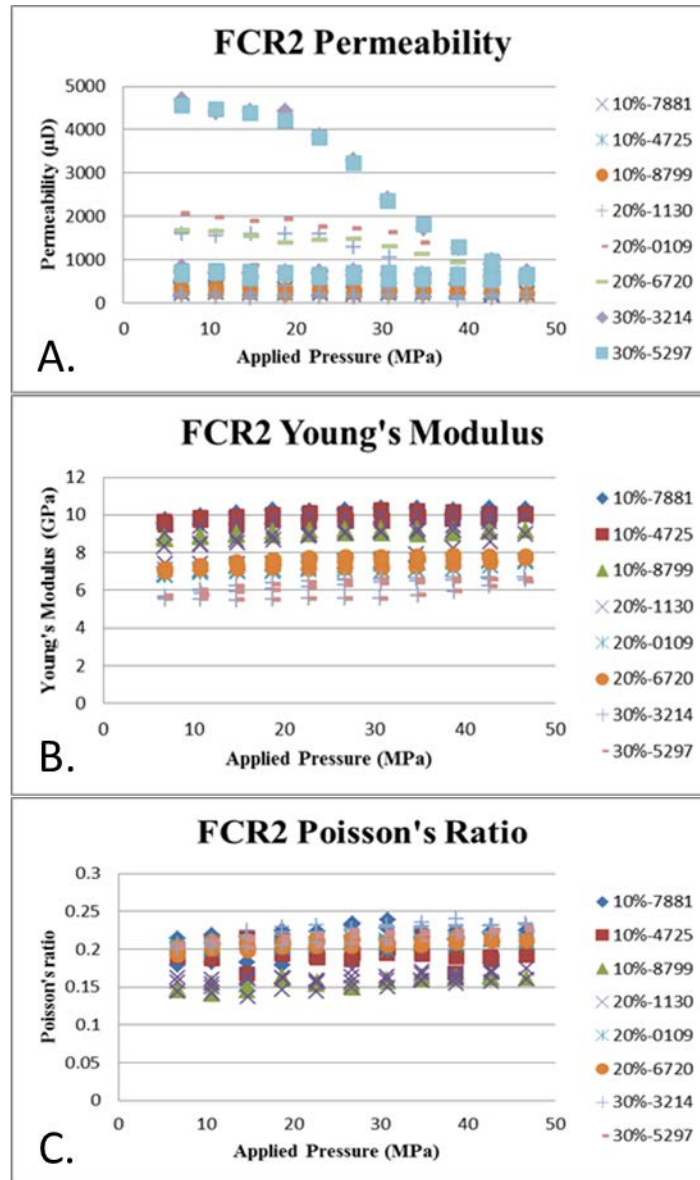 FCR2 Permeability
Permeability (µD)
5000
4000
3000
2000
1000
0
0 10 20 30 40 50
Applied Pressure (MPa)
10%-7881
10%-4725
10%-8799
20%-1130
20%-0109
20%-6720
30%-3214
30%-5297
A.
FCR2 Young's Modulus
Young's Modulus (GPa)
12
10
8
6
4
2
0
0 10 20 30 40 50
Applied Pressure (MPa)
10%-7881
10%-4725
10%-8799
20%-1130
20%-0109
20%-6720
30%-3214
30%-5297
B.
FCR2 Poisson's Ratio
Poisson's ratio
0.3
0.25
0.2
0.15
0.1
0.05
0
0 10 20 30 40 50
Applied Pressure (MPa)
10%-7881
10%-4725
10%-8799
20%-1130
20%-0109
20%-6720
30%-3214
30%-5297
C.